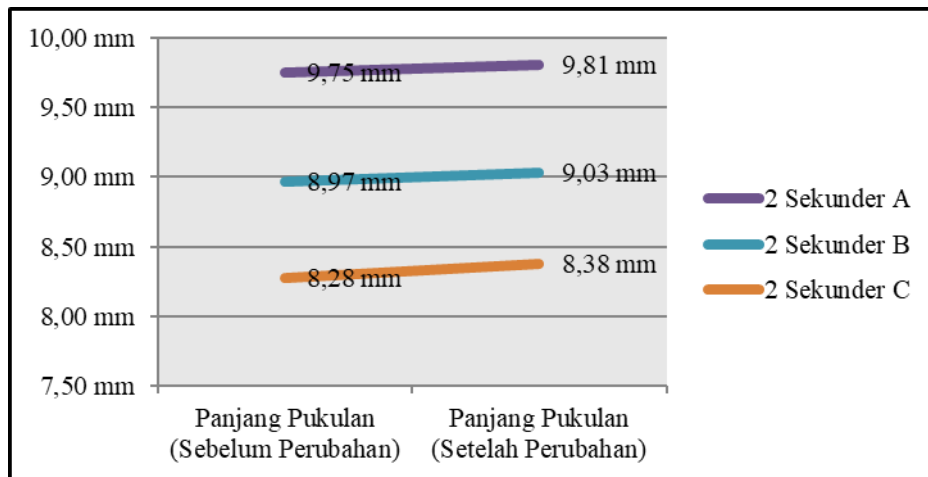 10,00 mm
9,50 mm
9,00 mm
8,50 mm
8,00 mm
7,50 mm
9,75 mm
9,81 mm
8,97 mm
9,03 mm
8,28 mm
8,38 mm
Panjang Pukulan
(Sebelum Perubahan)
Panjang Pukulan
(Setelah Perubahan)
2 Sekunder A
2 Sekunder B
2 Sekunder C